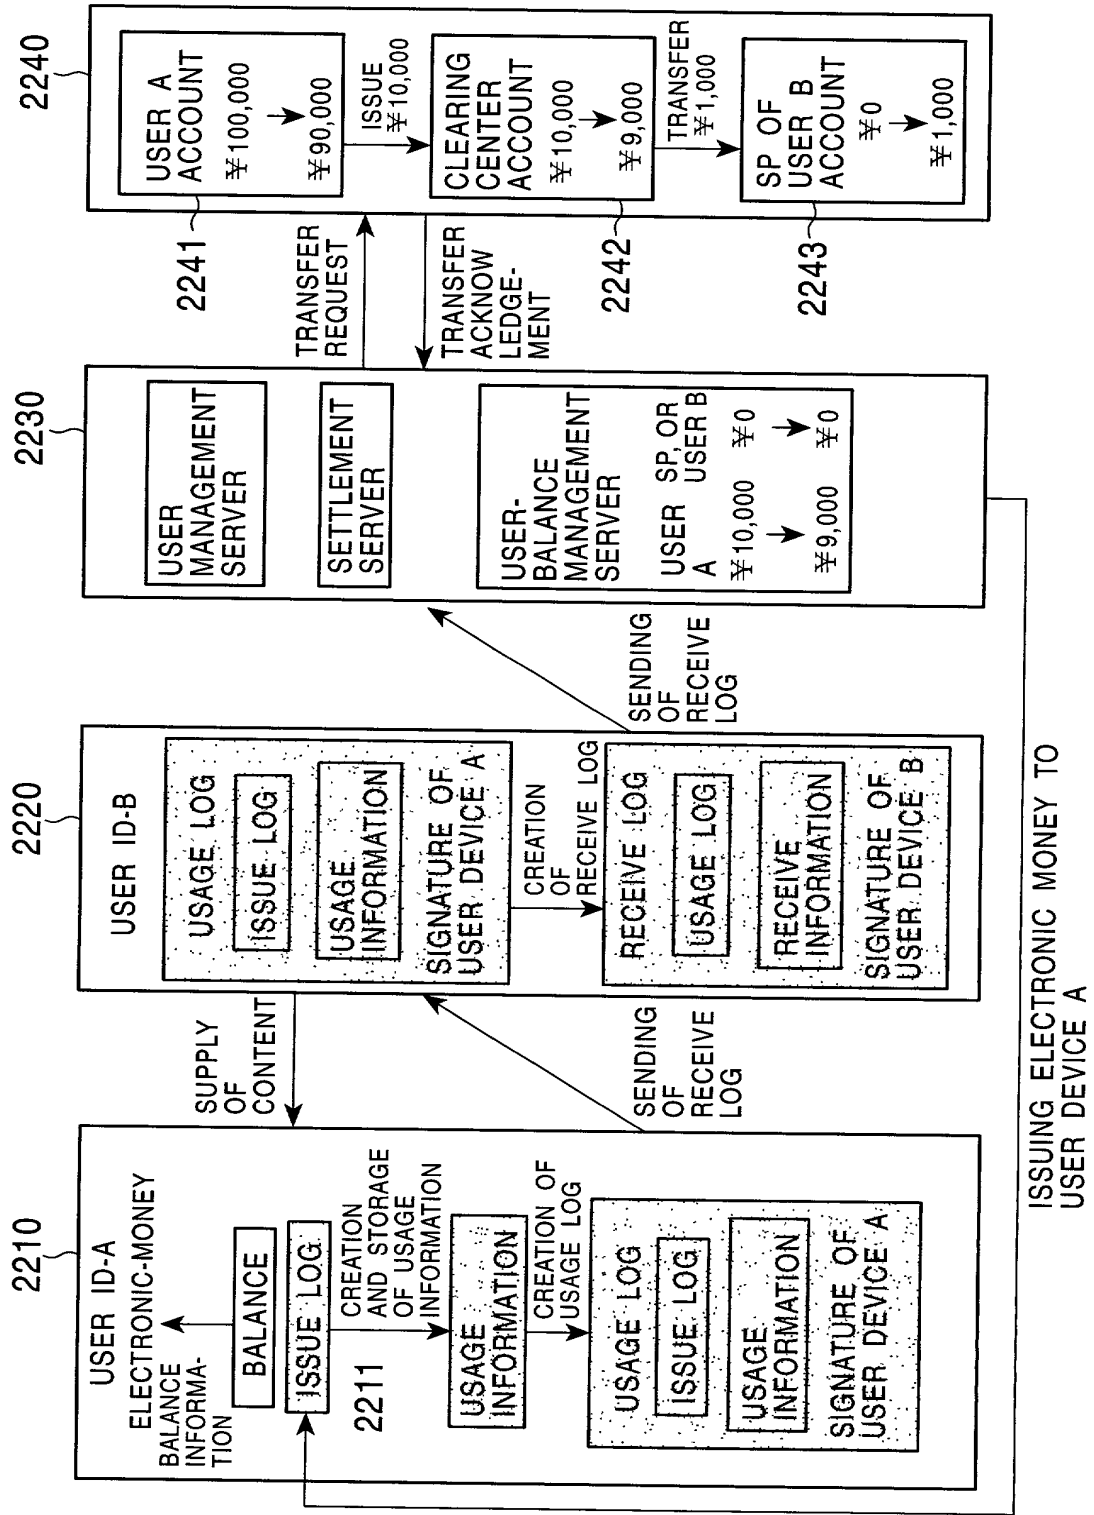 2210
USER ID-A
ELECTRONIC-MONEY
BALANCE
INFORMA-
TION
BALANCE
ISSUE LOG
2211
CREATION
AND STORAGE
OF USAGE
INFORMATION
USAGE
INFORMATION
CREATION OF
USAGE LOG
USAGE LOG
ISSUE LOG
USAGE
INFORMATION
SIGNATURE OF
USER DEVICE A
SUPPLY
OF
CONTENT
SENDING
OF
RECEIVE
LOG
2220
USER ID-B
USAGE LOG
ISSUE LOG
USAGE
INFORMATION
SIGNATURE OF
USER DEVICE A
CREATION
OF
RECEIVE LOG
RECEIVE LOG
USAGE LOG
RECEIVE
INFORMATION
SIGNATURE OF
USER DEVICE B
SENDING
OF
RECEIVE
LOG
2230
USER
MANAGEMENT
SERVER
SETTLEMENT
SERVER
USER-
BALANCE
MANAGEMENT
SERVER
USER SP, OR
A USER B
¥10,000 ¥0
¥9,000 ¥0
TRANSFER
REQUEST
TRANSFER
ACKNOW
LEDGE-
MENT
2240
USER A
ACCOUNT
¥100,000
¥90,000
2241
ISSUE
¥10,000
CLEARING
CENTER
ACCOUNT
¥10,000
¥9,000
2242
TRANSFER
¥1,000
SP OF
USER B
ACCOUNT
¥0
¥1,000
2243
ISSUING ELECTRONIC MONEY TO
USER DEVICE A